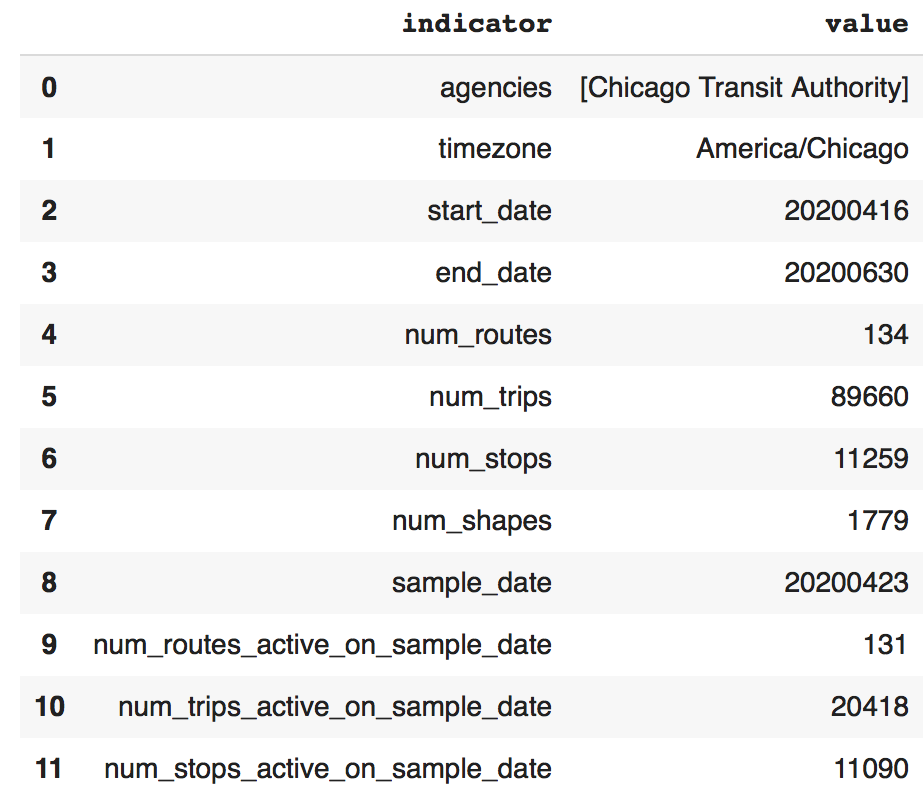 indicator value
0 agencies [Chicago Transit Authority]
1 timezone America/Chicago
2 start_date 20200416
3 end_date 20200630
4 num_routes 134
5 num_trips 89660
6 num_stops 11259
7 num_shapes 1779
8 sample_date 20200423
9 num_routes_active_on_sample_date 131
10 num_trips_active_on_sample_date 20418
11 num_stops_active_on_sample_date 11090